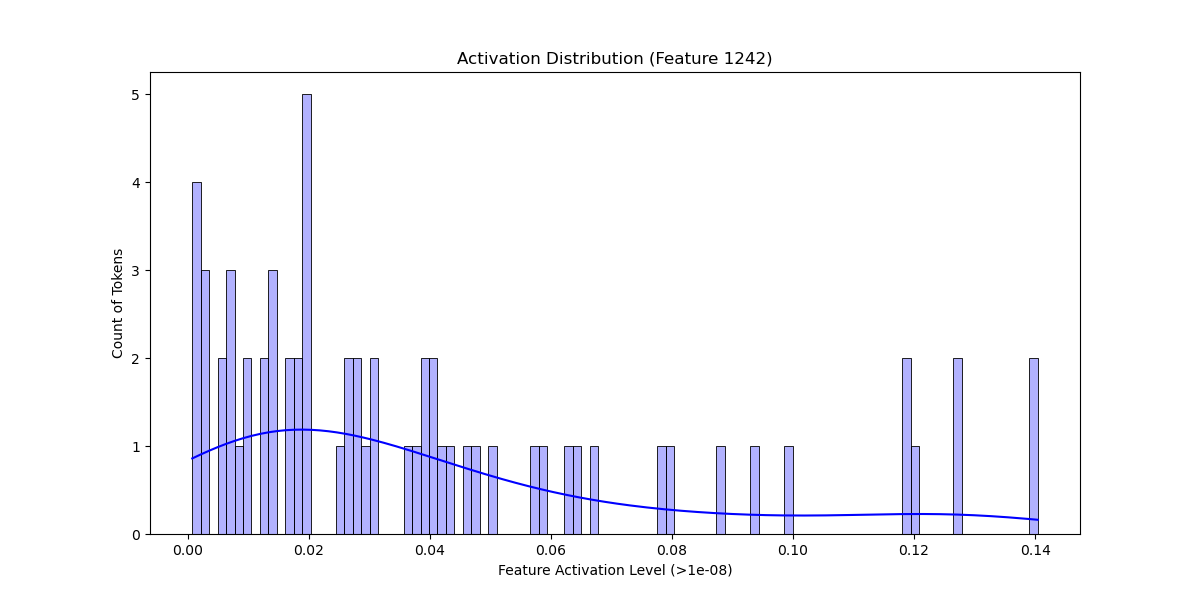 Activation Distribution (Feature 1242)
5
4
3
2
1
0
Count of Tokens
0.00 0.02 0.04 0.06 0.08 0.10 0.12 0.14
Feature Activation Level (>1e-08)